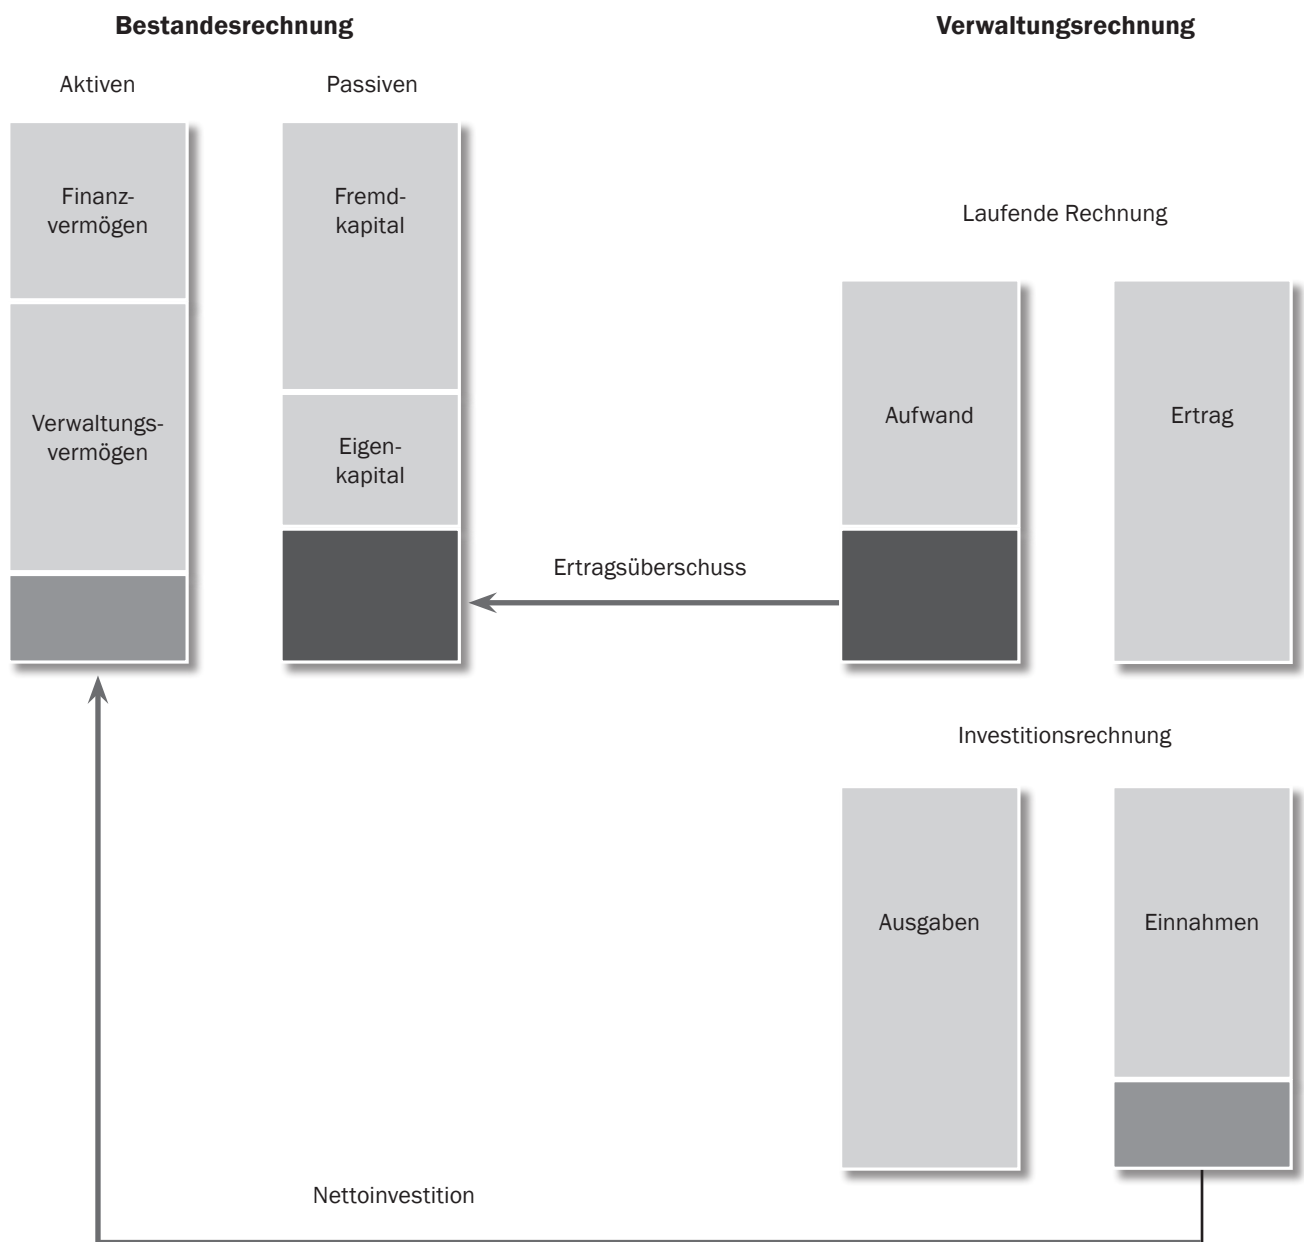 Bestandesrechnung
Verwaltungsrechnung
Aktiven
Passiven
Finanz-
vermögen
Fremd-
kapital
Laufende Rechnung
Verwaltungs-
vermögen
Eigen-
kapital
Aufwand
Ertrag
Ertragsüberschuss
Investitionsrechnung
Ausgaben
Einnahmen
Nettoinvestition